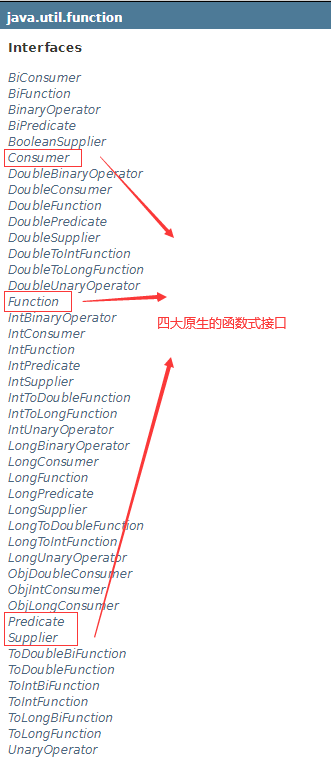 java.util.function
Interfaces
BiConsumer
BiFunction
BinaryOperator
BiPredicate
BooleanSupplier
Consumer
DoubleBinaryOperator
DoubleConsumer
DoubleFunction
DoublePredicate
DoubleSupplier
DoubleToIntFunction
DoubleToLongFunction
DoubleUnaryOperator
Function
IntBinaryOperator
四大原生的函数式接口
IntConsumer
IntFunction
IntPredicate
IntSupplier
IntToDoubleFunction
IntToLongFunction
IntUnaryOperator
LongBinaryOperator
LongConsumer
LongFunction
LongPredicate
LongSupplier
LongToDoubleFunction
LongToIntFunction
LongUnaryOperator
ObjDoubleConsumer
ObjIntConsumer
ObjLongConsumer
Predicate
Supplier
ToDoubleBiFunction
ToDoubleFunction
ToIntBiFunction
ToIntFunction
ToLongBiFunction
ToLongFunction
UnaryOperator